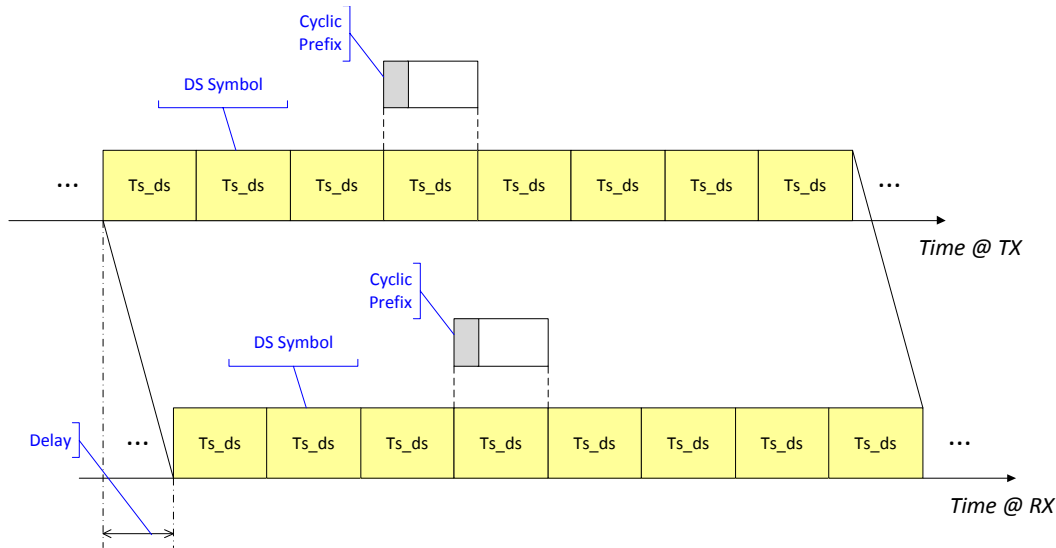 Cyclic
Prefix
DS Symbol
... Ts_ds Ts_ds Ts_ds Ts_ds Ts_ds Ts_ds Ts_ds Ts_ds ...
Time @ TX
Cyclic
Prefix
DS Symbol
Delay
... Ts_ds Ts_ds Ts_ds Ts_ds Ts_ds Ts_ds Ts_ds Ts_ds ...
Time @ RX